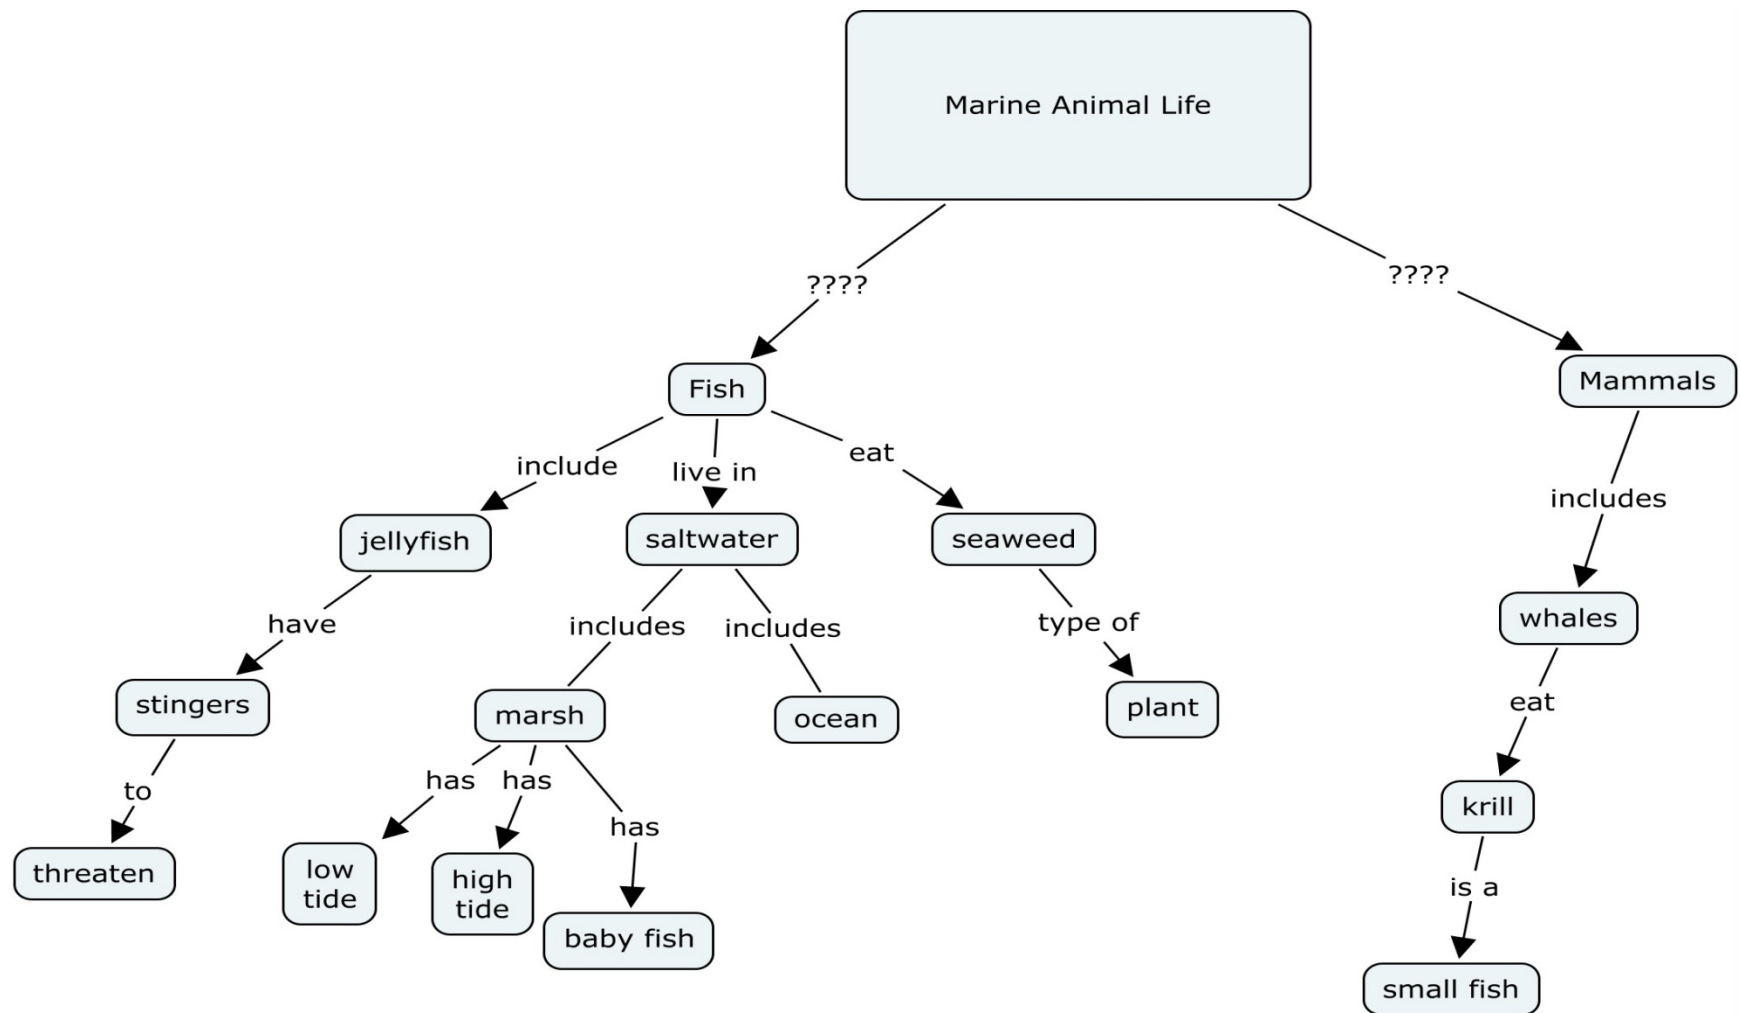 Marine Animal Life
????
????
Fish
Mammals
include
live in
eat
includes
jellyfish
saltwater
seaweed
whales
have
includes
includes
type of
eat
stingers
marsh
ocean
plant
krill
to
has
has
has
is a
threaten
low
tide
high
tide
baby fish
small fish